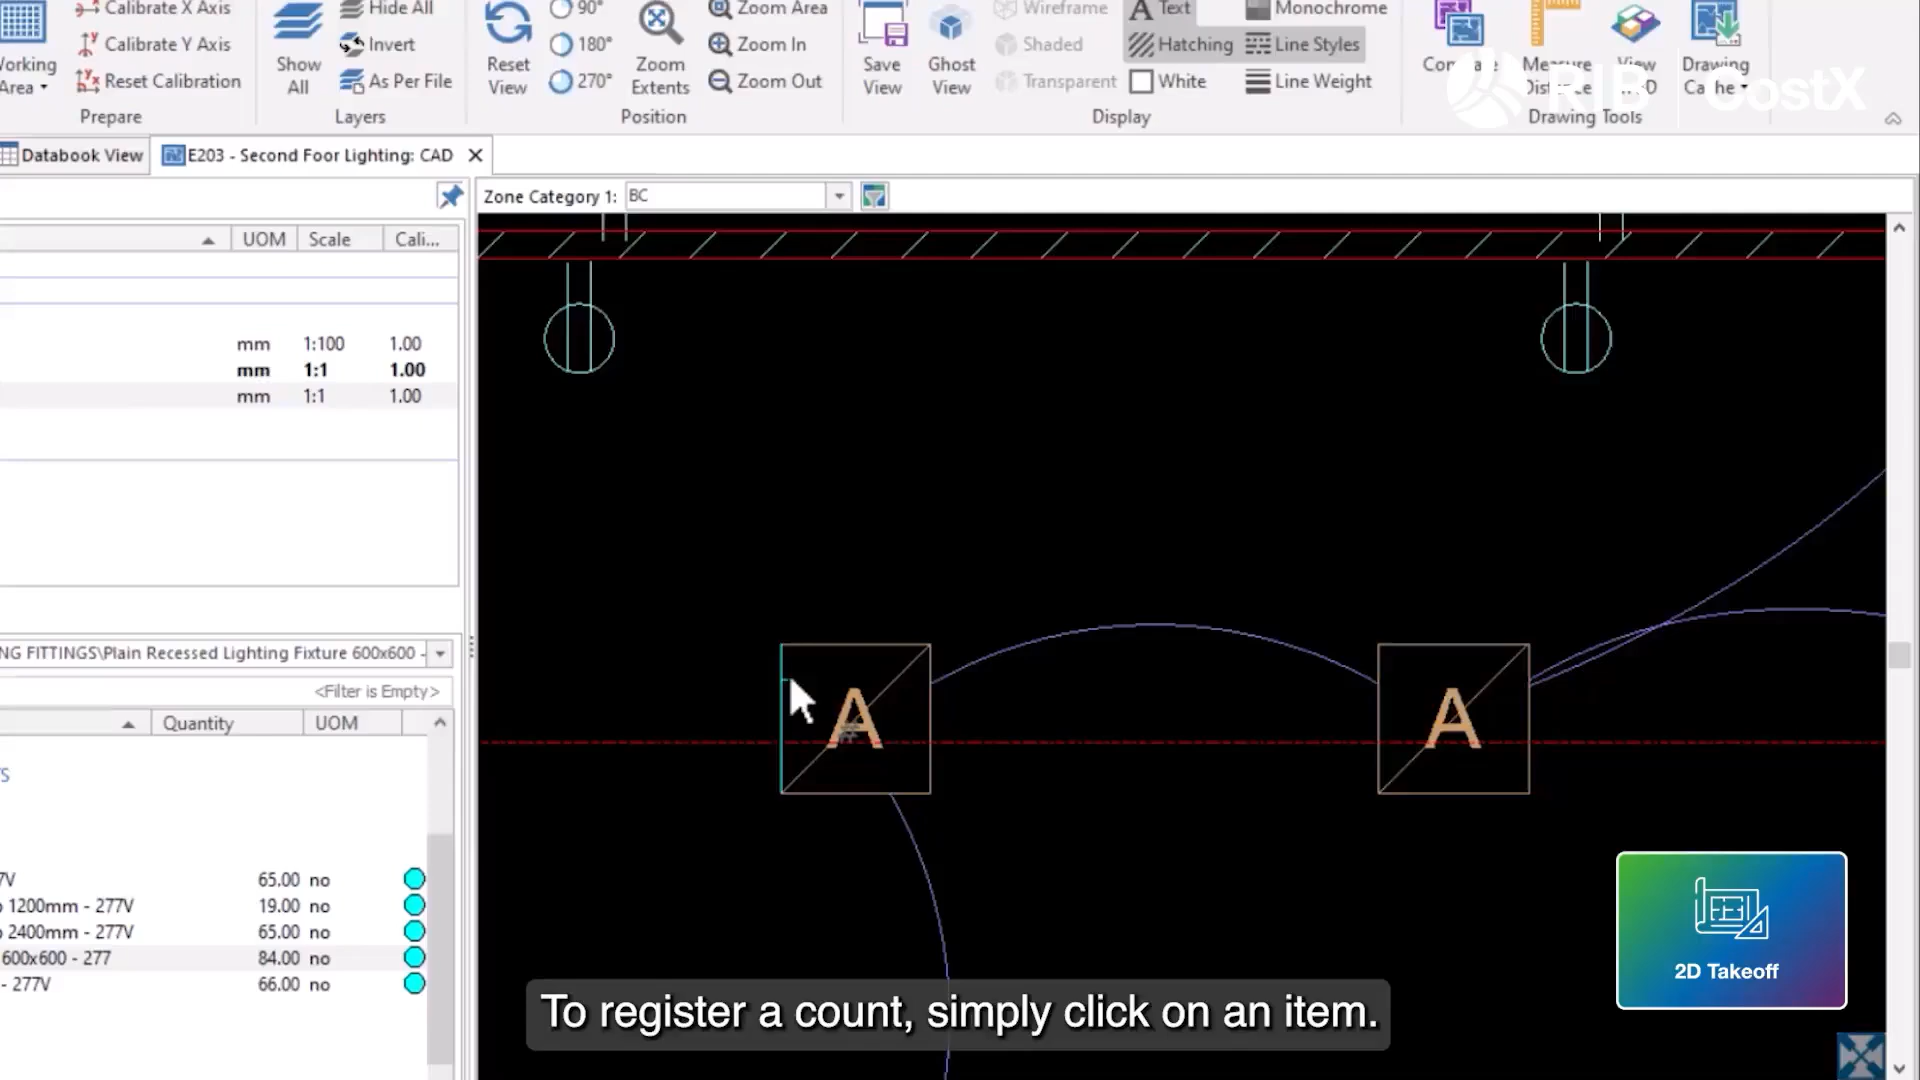 Calibrate X Axis
Hide All
90°
Zoom Area
Wireframe
Text
Monochrome
Calibrate Y Axis
Invert
180°
Zoom In
Shaded
Hatching
Line Styles
orking
Area
Reset Calibration
Show
All
As Per File
Reset
View
270°
Zoom
Extents
Zoom Out
Save
View
Ghost
View
Transparent
White
Line Weight
Measure
View
Drawing
Cache
RIB
CostX
Prepare
Layers
Position
Display
Drawing Tools
Databook View
E203 - Second Foor Lighting: CAD
Zone Category 1:
BC
UOM
Scale
Cali...
mm 1:100 1.00
mm 1:1 1.00
mm 1:1 1.00
NG FITTINGS\Plain Recessed Lighting Fixture 600x600 -
<Filter is Empty>
Quantity
UOM
S
7V 65.00 no
1200mm - 277V 19.00 no
2400mm - 277V 65.00 no
600x600 - 277 84.00 no
- 277V 66.00 no
A
A
2D Takeoff
To register a count, simply click on an item.